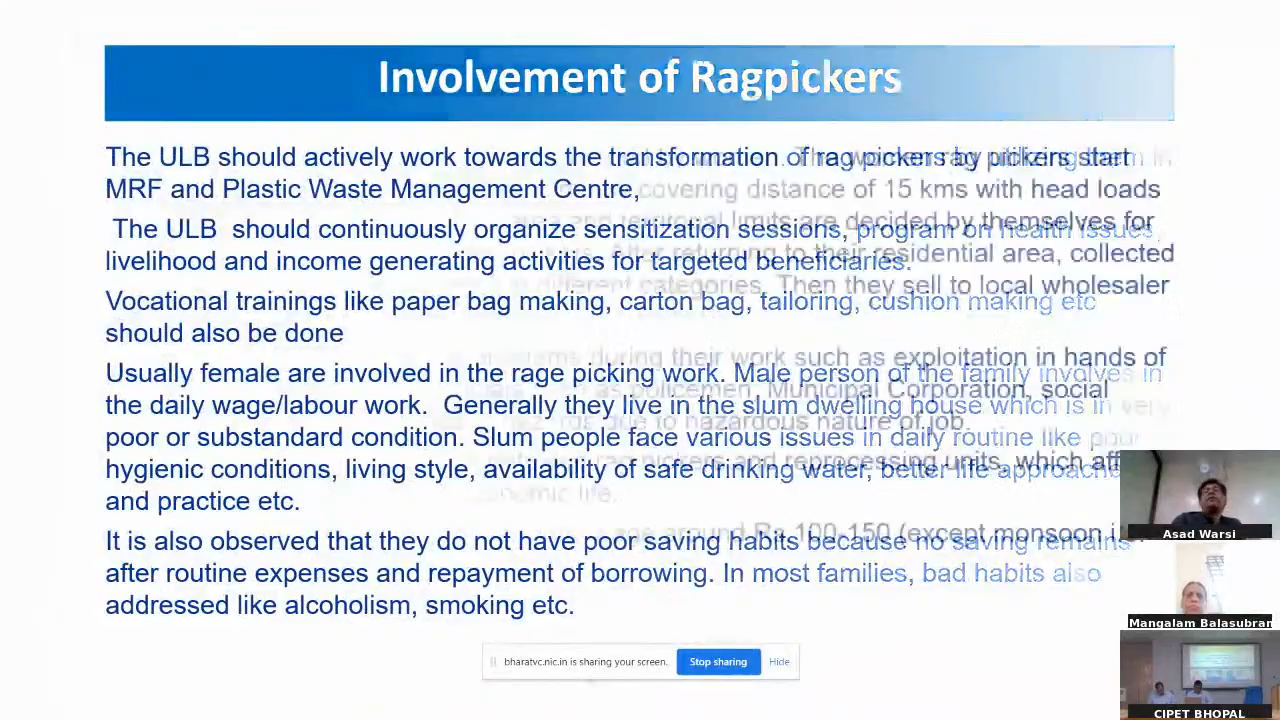 Involvement of Ragpickers
The ULB should actively work towards the transformation of rag pickers by utilizing them in
MRF and Plastic Waste Management Centre,
covering distance of 15 kms with head loads
limits are decided by themselves for
The ULB  should continuously organize sensitization sessions, program on health issues,
After returning to their residential area, collected
livelihood and income generating activities for targeted beneficiaries.
different categories. Then they sell to local wholesaler
Vocational trainings like paper bag making, carton bag, tailoring, cushion making etc
should also be done
during their work such as exploitation in hands of
Usually female are involved in the rage picking work. Male person of the family involves in
policemen, Municipal Corporation, social
the daily wage/labour work.  Generally they live in the slum dwelling house which is in very
due to hazardous nature of job.
poor or substandard condition. Slum people face various issues in daily routine like poor
rag pickers and reprocessing units, which
hygienic conditions, living style, availability of safe drinking water, better life approach
life.
and practice etc.
around Rs 100-150 (except monsoon
It is also observed that they do not have poor saving habits because no saving remains
after routine expenses and repayment of borrowing. In most families, bad habits also
addressed like alcoholism, smoking etc.
bharatvc.nic.in is sharing your screen. Stop sharing Hide
Asad Warsi
Mangalam Balasubran
CIPET BHOPAL